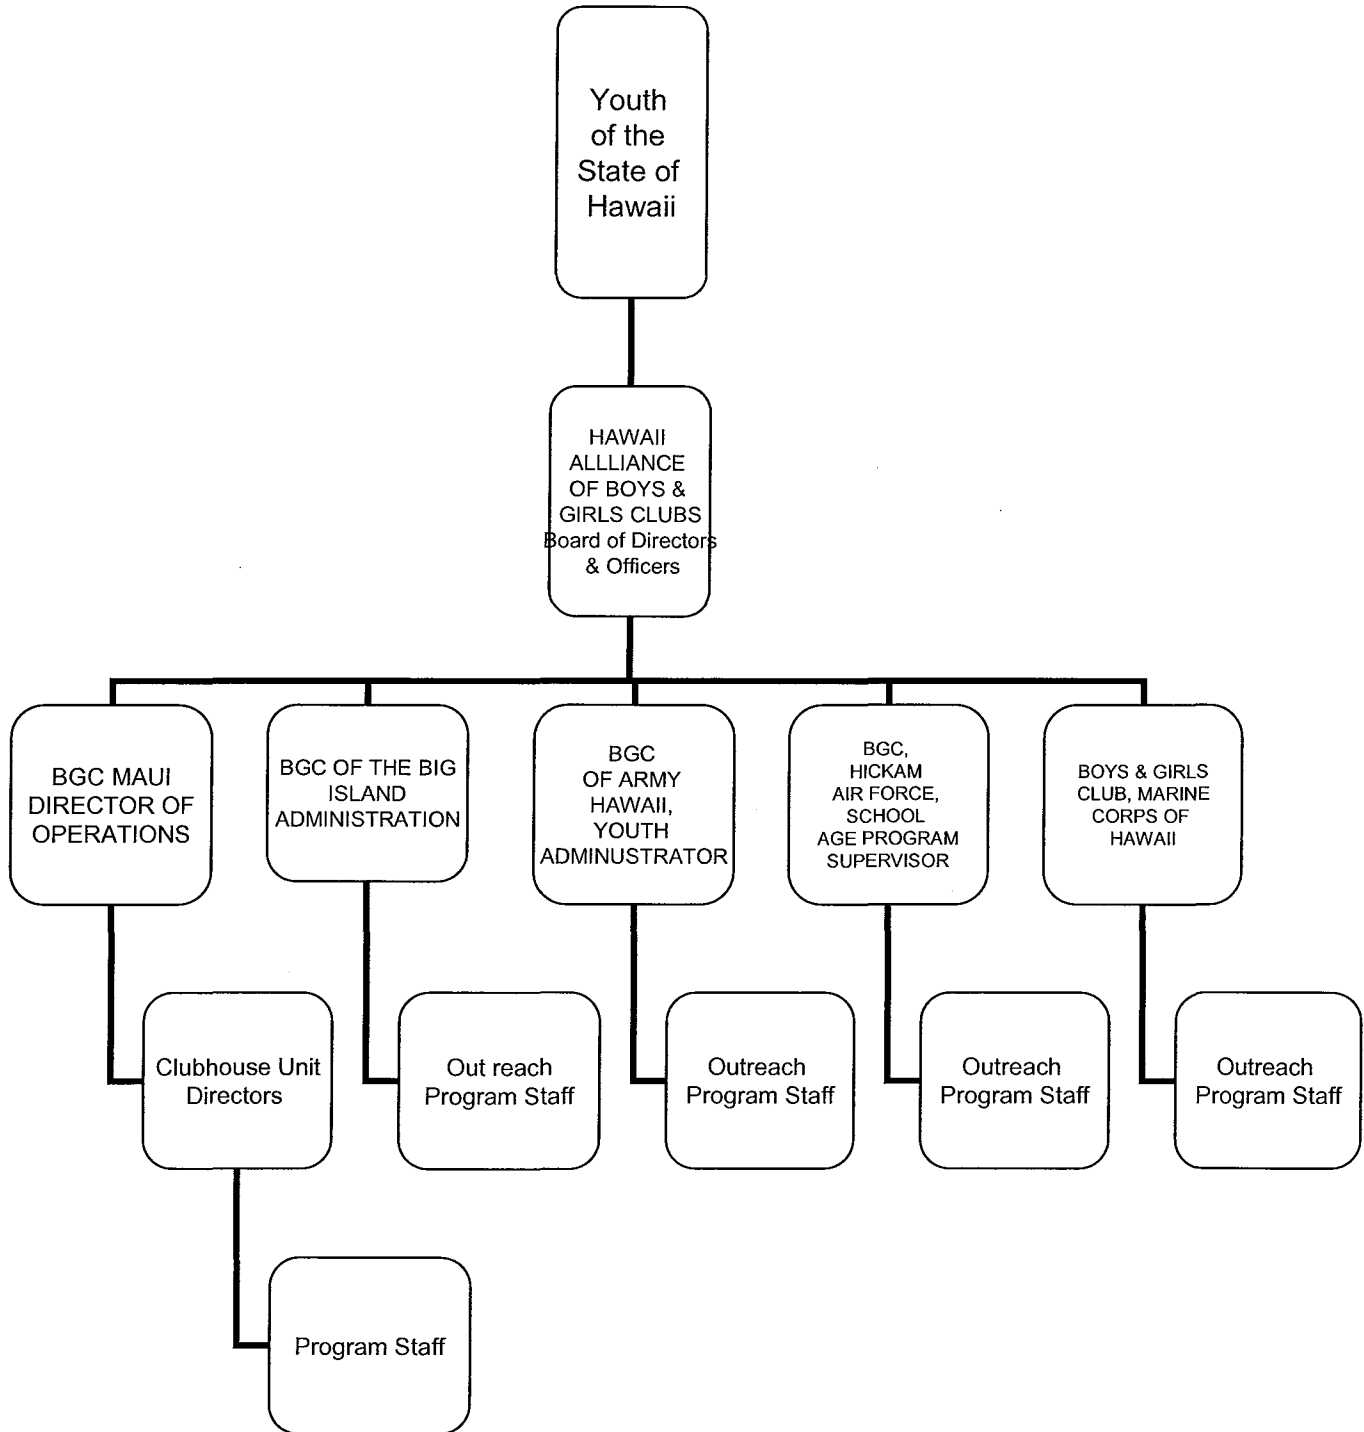 Youth
of the
State of
Hawaii
HAWAII
ALLLIANCE
OF BOYS &
GIRLS CLUBS
Board of Directors
& Officers
BGC MAUI
DIRECTOR OF
OPERATIONS
BGC OF THE BIG
ISLAND
ADMINISTRATION
BGC
OF ARMY
HAWAII,
YOUTH
ADMINUSTRATOR
BGC,
HICKAM
AIR FORCE,
SCHOOL
AGE PROGRAM
SUPERVISOR
BOYS & GIRLS
CLUB, MARINE
CORPS OF
HAWAII
Clubhouse Unit
Directors
Out reach
Program Staff
Outreach
Program Staff
Outreach
Program Staff
Outreach
Program Staff
Program Staff